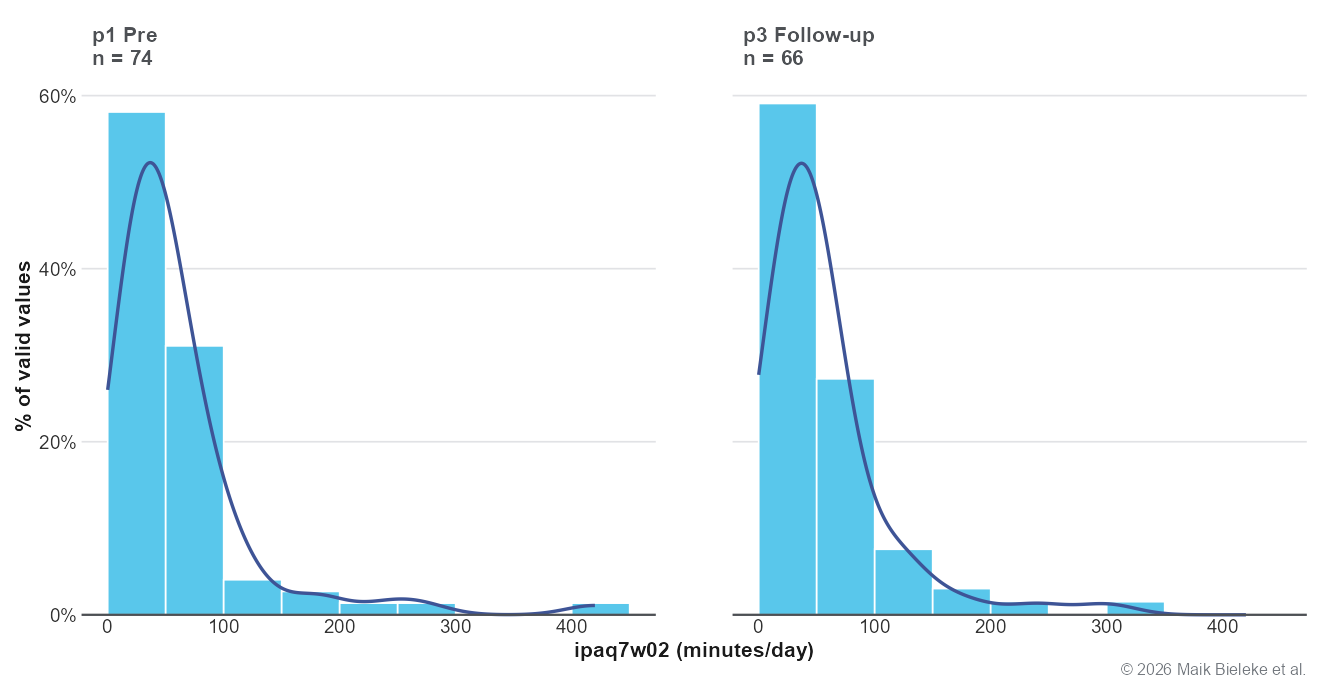 p1 Pre
n = 74
p3 Follow-up
n = 66
60%
40%
20%
0%
% of valid values
0 100 200 300 400
0 100 200 300 400
ipaq7w02 (minutes/day)
© 2026 Maik Bieleke et al.